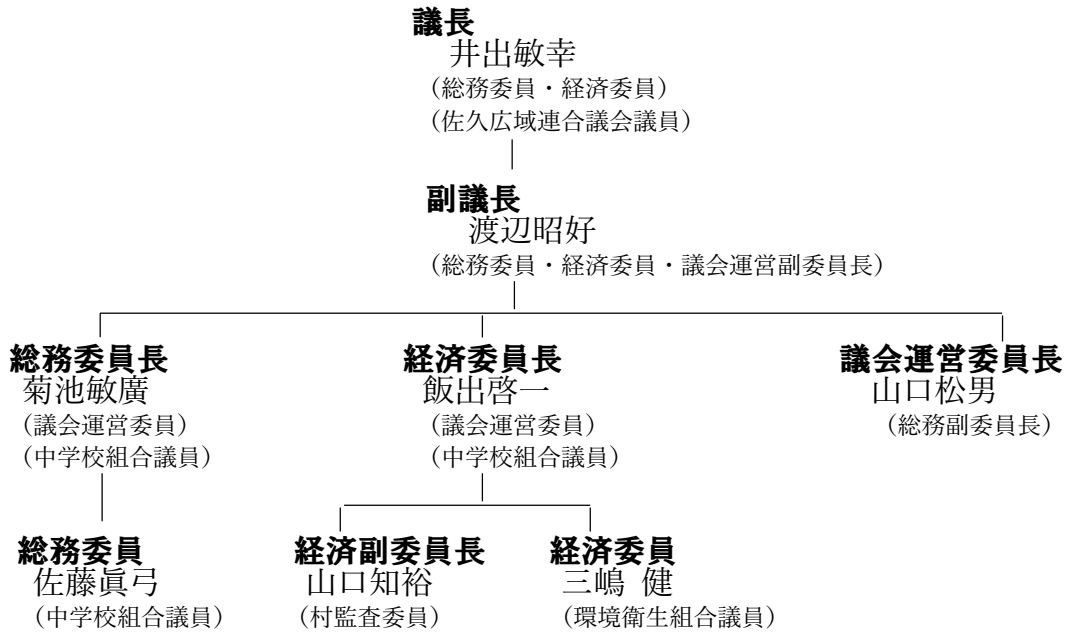 議長
井出敏幸
（総務委員・経済委員）
（佐久広域連合議会議員）
副議長
渡辺昭好
（総務委員・経済委員・議会運営副委員長）
総務委員長
菊池敏廣
（議会運営委員）
（中学校組合議員）
経済委員長
飯出啓一
（議会運営委員）
（中学校組合議員）
議会運営委員長
山口松男
（総務副委員長）
総務委員
佐藤眞弓
（中学校組合議員）
経済副委員長
山口知裕
（村監査委員）
経済委員
三嶋 健
（環境衛生組合議員）